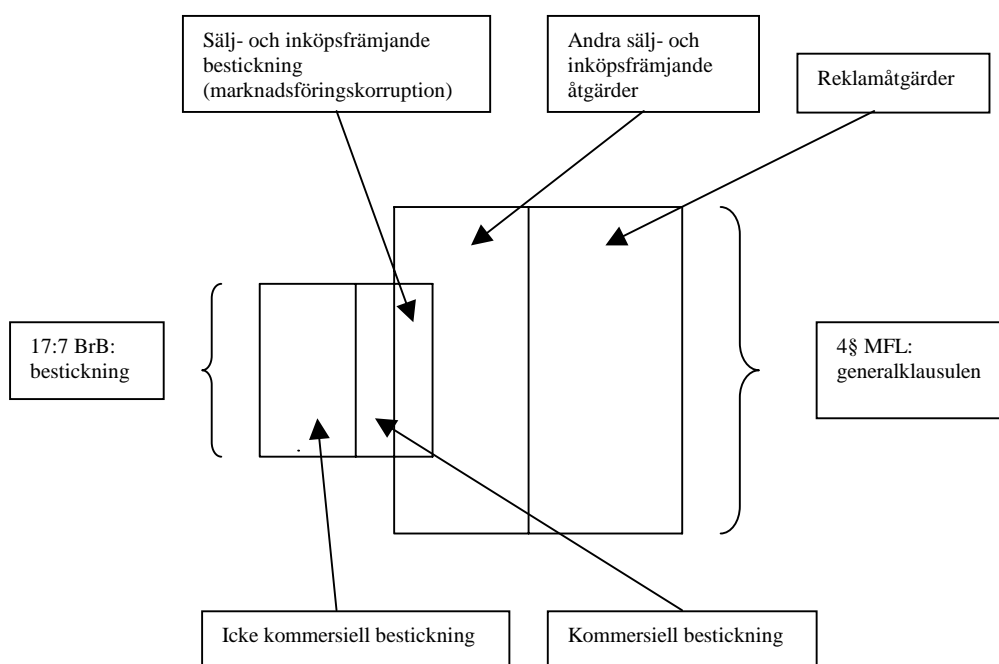 Sälj- och inköpsfrämjande
bestickning
(marknadsföringskorruption)
Andra sälj- och
inköpsfrämjande
åtgärder
Reklamåtgärder
17:7 BrB:
bestickning
4§ MFL:
generalklausulen
Icke kommersiell bestickning
Kommersiell bestickning